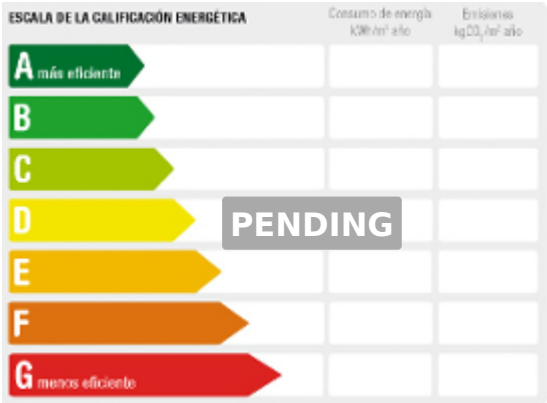 ESCALA DE LA CALIFICACIÓN ENERGÉTICA
Consumo de energía
kWh/m² año
Emisiones
kgCO₂/m² año
A más eficiente
B
C
D
PENDING
E
F
G menos eficiente